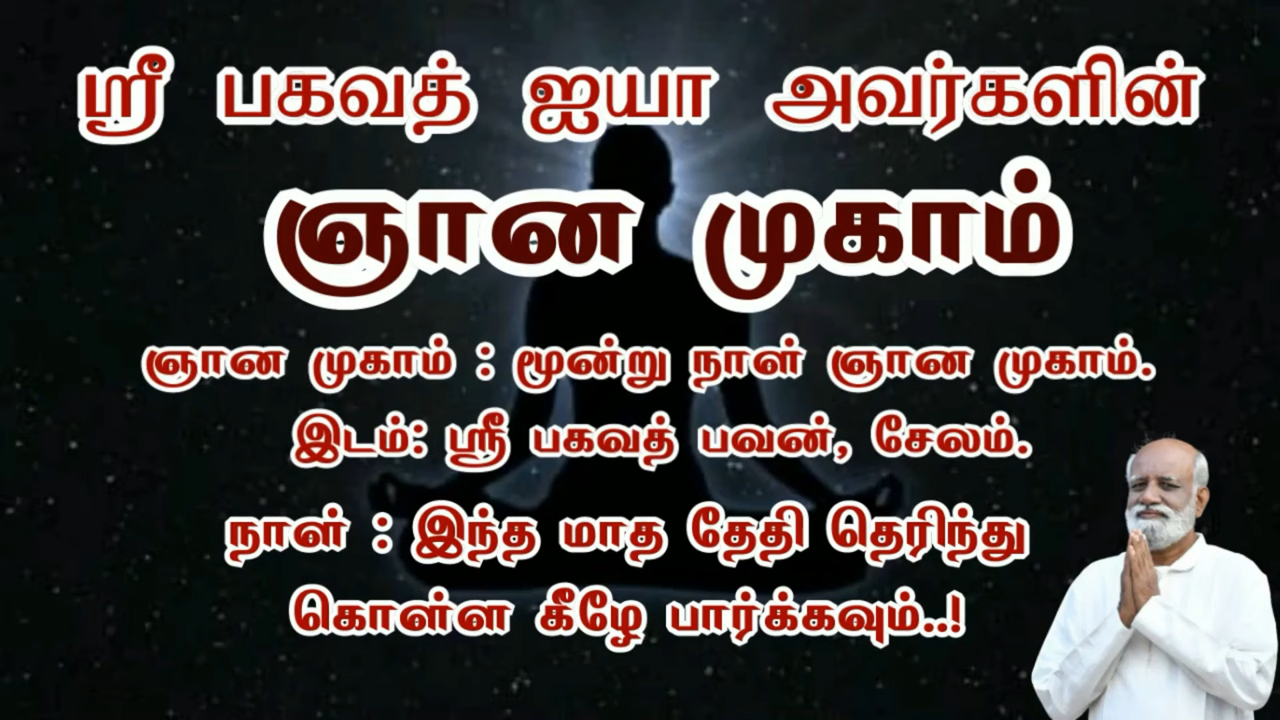 ஸ்ரீ பகவத் ஐயா அவர்களின்
ஞான முகாம்
ஞான முகாம் : மூன்று நாள் ஞான முகாம்.
இடம்: ஸ்ரீ பகவத் பவன், சேலம்.
நாள் : இந்த மாத தேதி தெரிந்து
கொள்ள கீழே பார்க்கவும்..!